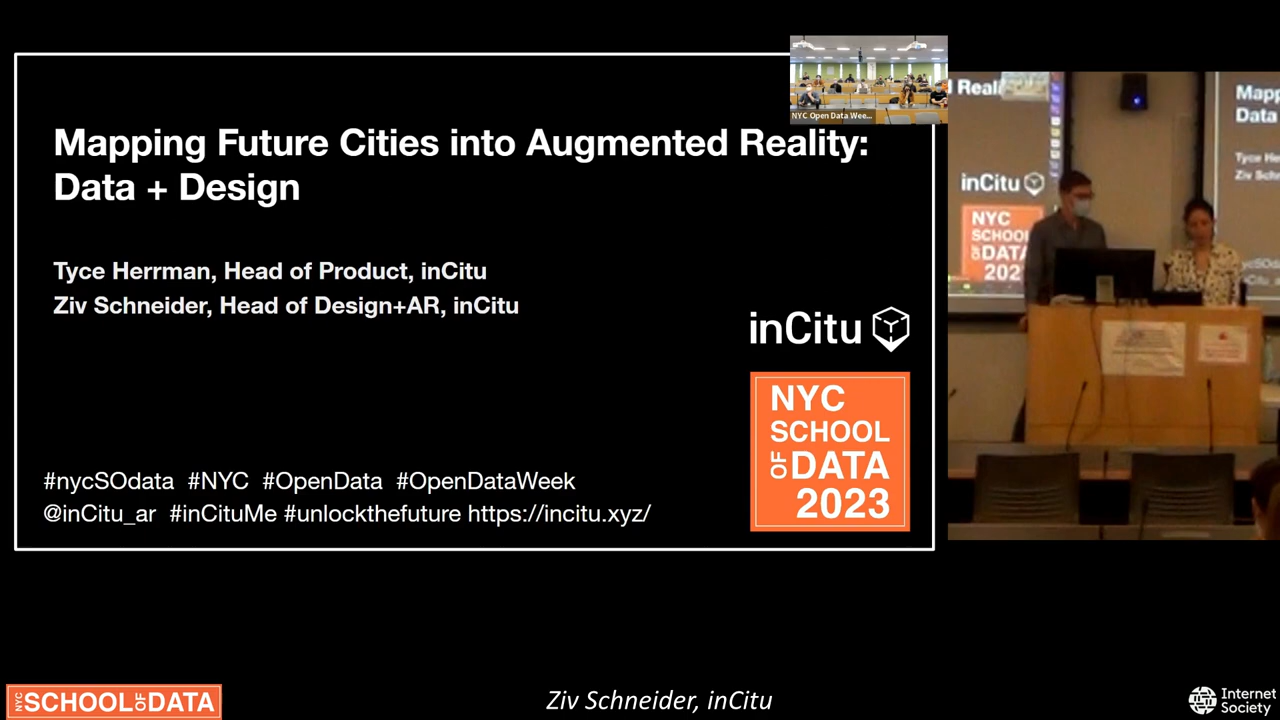 Mapping Future Cities into Augmented Reality:
Data + Design
Tyce Herrman, Head of Product, inCitu
Ziv Schneider, Head of Design+AR, inCitu
inCitu
NYC
SCHOOL
OF DATA
2023
#nycSOdata #NYC #OpenData #OpenDataWeek
@inCitu_ar #inCituMe #unlockthefuture https://incitu.xyz/
NYC Open Data Wee...
inCitu
NYC
SCHOOL
OF DATA
Data
NYC SCHOOL OF DATA
Ziv Schneider, inCitu
Internet
Society